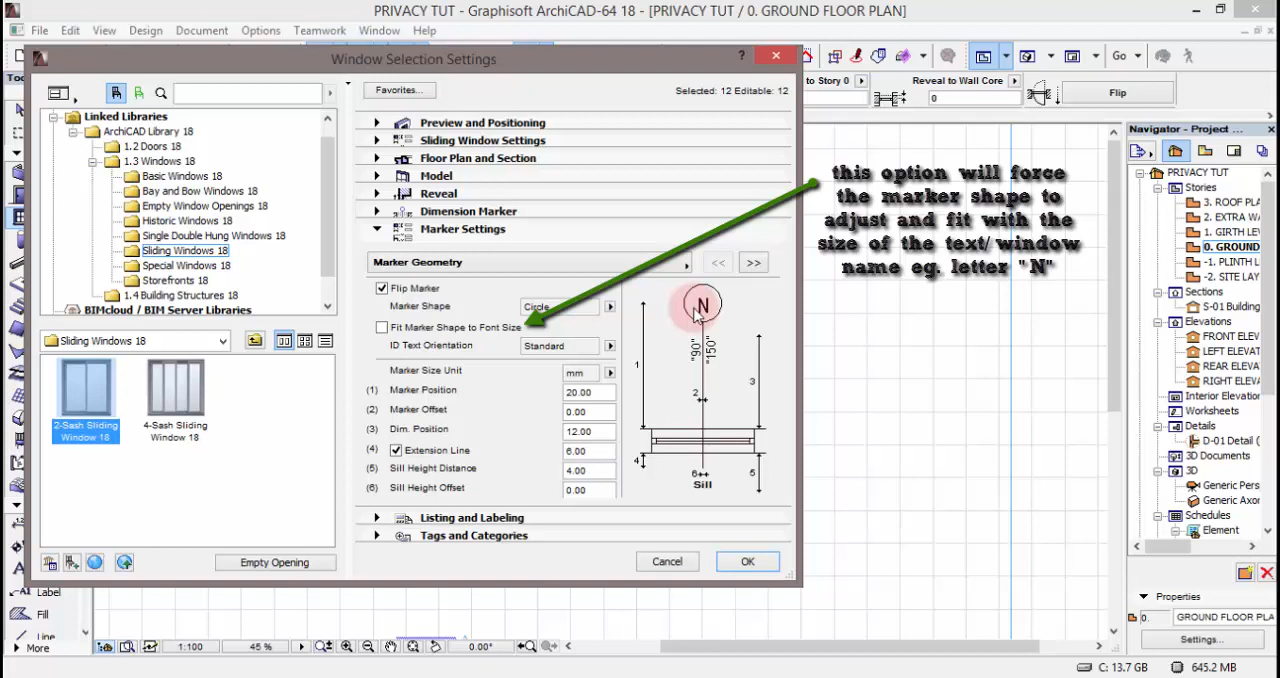 PRIVACY TUT - Graphisoft ArchiCAD-64 18 - [PRIVACY TUT / 0. GROUND FLOOR PLAN]
File Edit View Design Document Options Teamwork Window Help
Window Selection Settings
?
Go
to Story 0
Reveal to Wall Core
0
Flip
Favorites...
Selected: 12 Editable: 12
Linked Libraries
ArchiCAD Library 18
1.2 Doors 18
1.3 Windows 18
Basic Windows 18
Bay and Bow Windows 18
Empty Window Openings 18
Historic Windows 18
Single Double Hung Windows 18
Sliding Windows 18
Special Windows 18
Storefronts 18
1.4 Building Structures 18
BIMcloud / BIM Server Libraries
Sliding Windows 18
2-Sash Sliding
Window 18
4-Sash Sliding
Window 18
Empty Opening
Preview and Positioning
Sliding Window Settings
Floor Plan and Section
Model
Reveal
Dimension Marker
Marker Settings
Marker Geometry
<<
>>
Flip Marker
Marker Shape
Circle
Fit Marker Shape to Font Size
ID Text Orientation
Standard
Marker Size Unit
mm
(1) Marker Position 20.00
(2) Marker Offset 0.00
(3) Dim. Position 12.00
(4) Extension Line 6.00
(5) Sill Height Distance 4.00
(6) Sill Height Offset 0.00
N
"90"
"150"
1
2
3
4
5
6
Sill
Listing and Labeling
Tags and Categories
Cancel
OK
this option will force
the marker shape to
adjust and fit with the
size of the text/window
name eg. letter "N"
Navigator - Project ...
PRIVACY TUT
Stories
3. ROOF PLA
2. EXTRA WA
1. GIRTH LE
0. GROUND
-1. PLINTH L
-2. SITE LAY
Sections
S-01 Building
Elevations
FRONT ELEV
LEFT ELEVAT
REAR ELEVA
RIGHT ELEVA
Interior Elevation
Worksheets
Details
D-01 Detail (
3D Documents
3D
Generic Pers
Generic Axon
Schedules
Element
Properties
0.
GROUND FLOOR PLA
Settings...
Label
Fill
Line
More
1:100
45 %
0.00°
C: 13.7 GB
645.2 MB